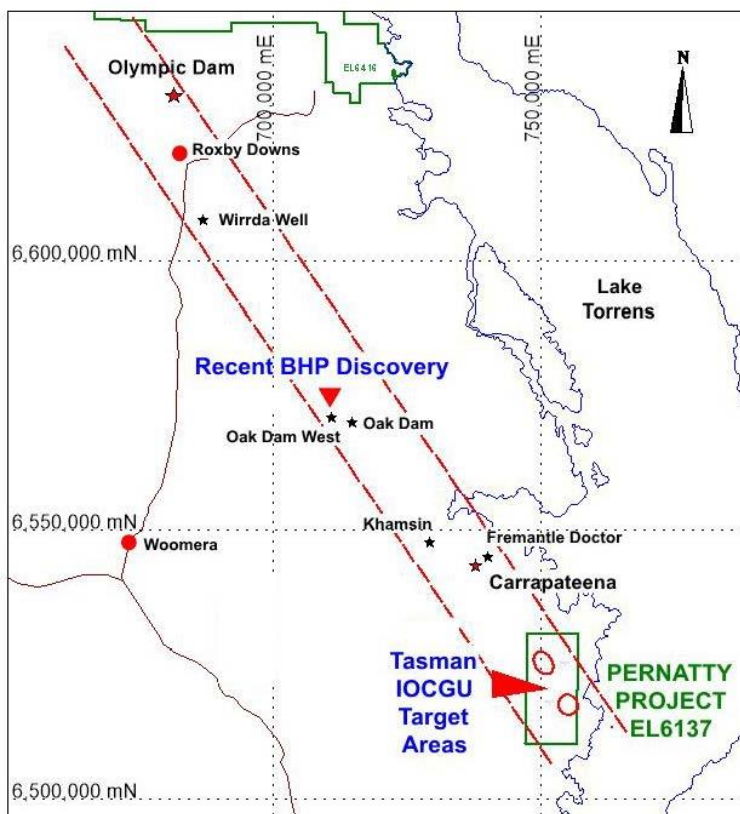 EL6416
N
Olympic Dam
700,000 mE
750,000 mE
Roxby Downs
Wirrda Well
6,600,000 mN
Lake
Torrens
Recent BHP Discovery
Oak Dam West
Oak Dam
6,550,000 mN
Khamsin
Fremantle Doctor
Woomera
Carrapateena
Tasman
IOCGU
Target
Areas
PERNATTY
PROJECT
EL6137
6,500,000 mN